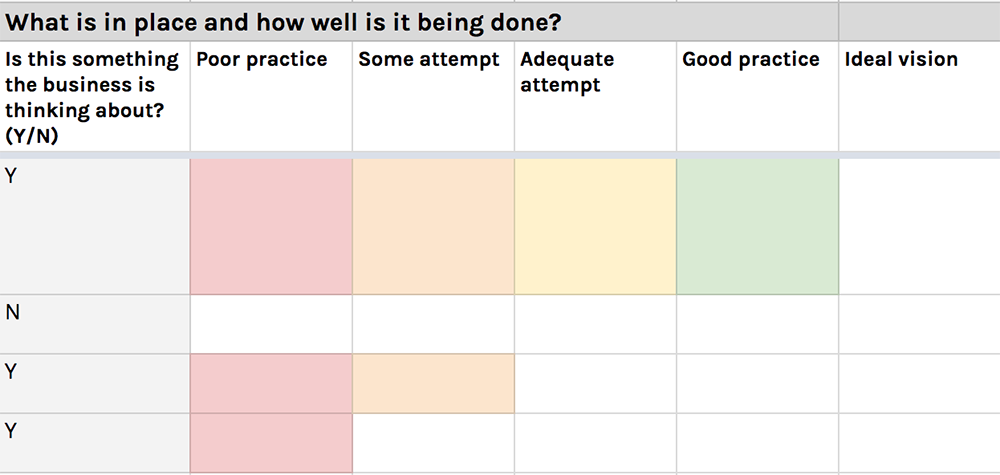 What is in place and how well is it being done?
Is this something
the business is
thinking about?
(Y/N)
Poor practice
Some attempt
Adequate
attempt
Good practice
Ideal vision
Y
N
Y
Y